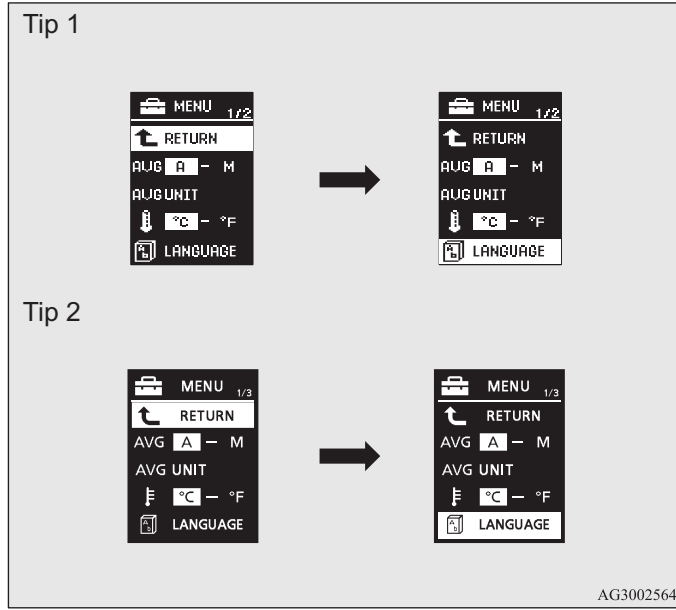 Tip 1
MENU 1/2
RETURN
AVG A - M
AVG UNIT
°C - °F
A b LANGUAGE
MENU 1/2
RETURN
AVG A - M
AVG UNIT
°C - °F
A b LANGUAGE
Tip 2
MENU 1/3
RETURN
AVG A - M
AVG UNIT
°C - °F
A b LANGUAGE
MENU 1/3
RETURN
AVG A - M
AVG UNIT
°C - °F
A b LANGUAGE
AG3002564